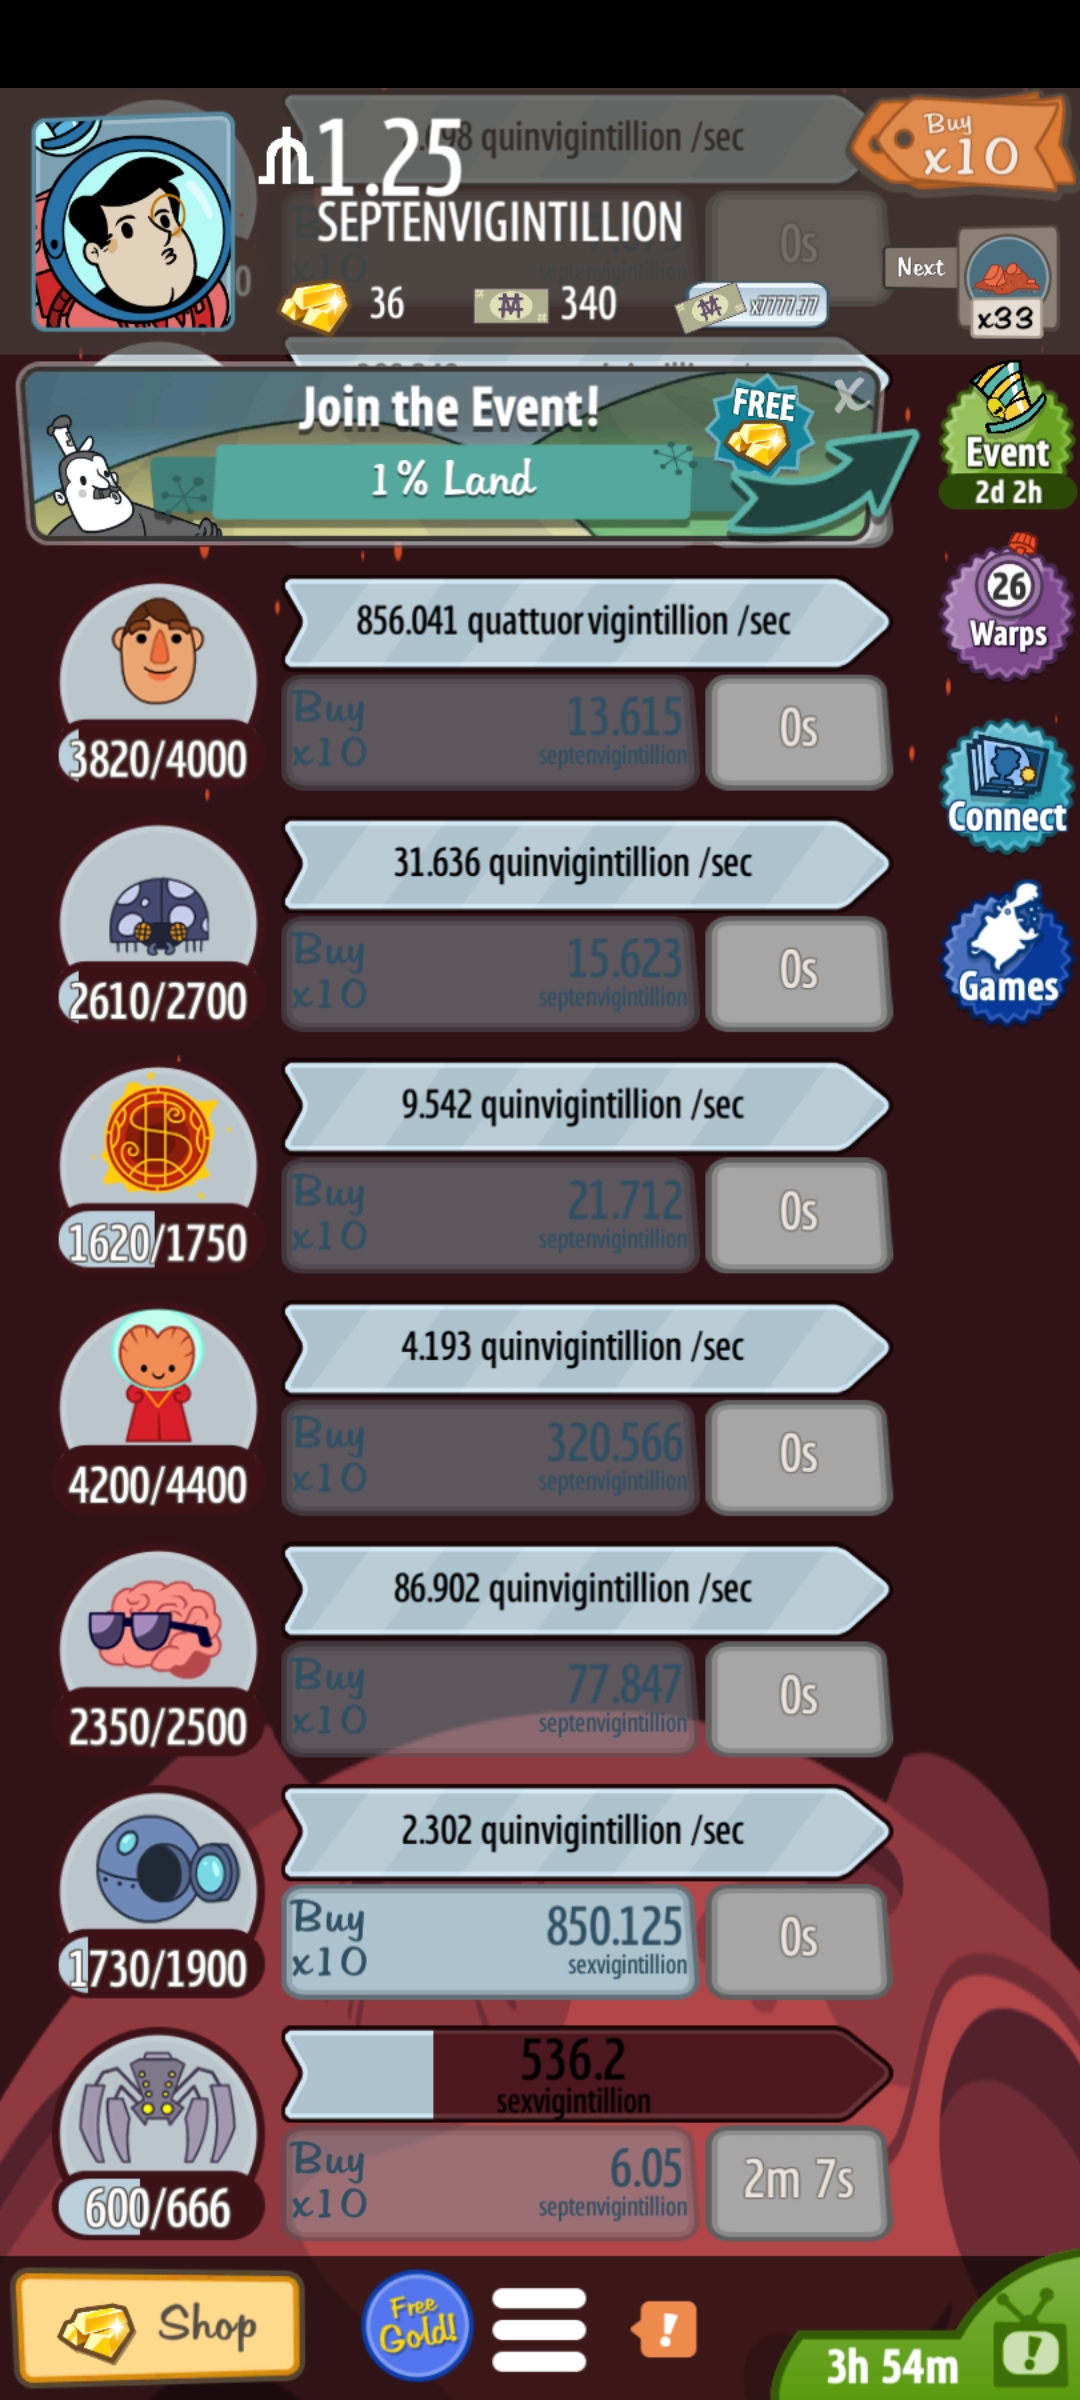 quinvigintillion /sec
1.25
SEPTENVIGINTILLION
Buy
x10
0s
36
340
x7777.77
Next
x33
Join the Event!
1% Land
FREE
X
Event
2d 2h
856.041 quattuorvigintillion /sec
26
Warps
3820/4000
Buy
x10
13.615
septenvigintillion
0s
Connect
31.636 quinvigintillion /sec
2610/2700
Buy
x10
15.623
septenvigintillion
0s
Games
9.542 quinvigintillion /sec
1620/1750
Buy
x10
21.712
septenvigintillion
0s
4.193 quinvigintillion /sec
4200/4400
Buy
x10
320.566
septenvigintillion
0s
86.902 quinvigintillion /sec
2350/2500
Buy
x10
77.847
septenvigintillion
0s
2.302 quinvigintillion /sec
1730/1900
Buy
x10
850.125
sexvigintillion
0s
536.2
sexvigintillion
600/666
Buy
x10
6.05
septenvigintillion
2m 7s
Shop
Free
Gold!
!
3h 54m
!